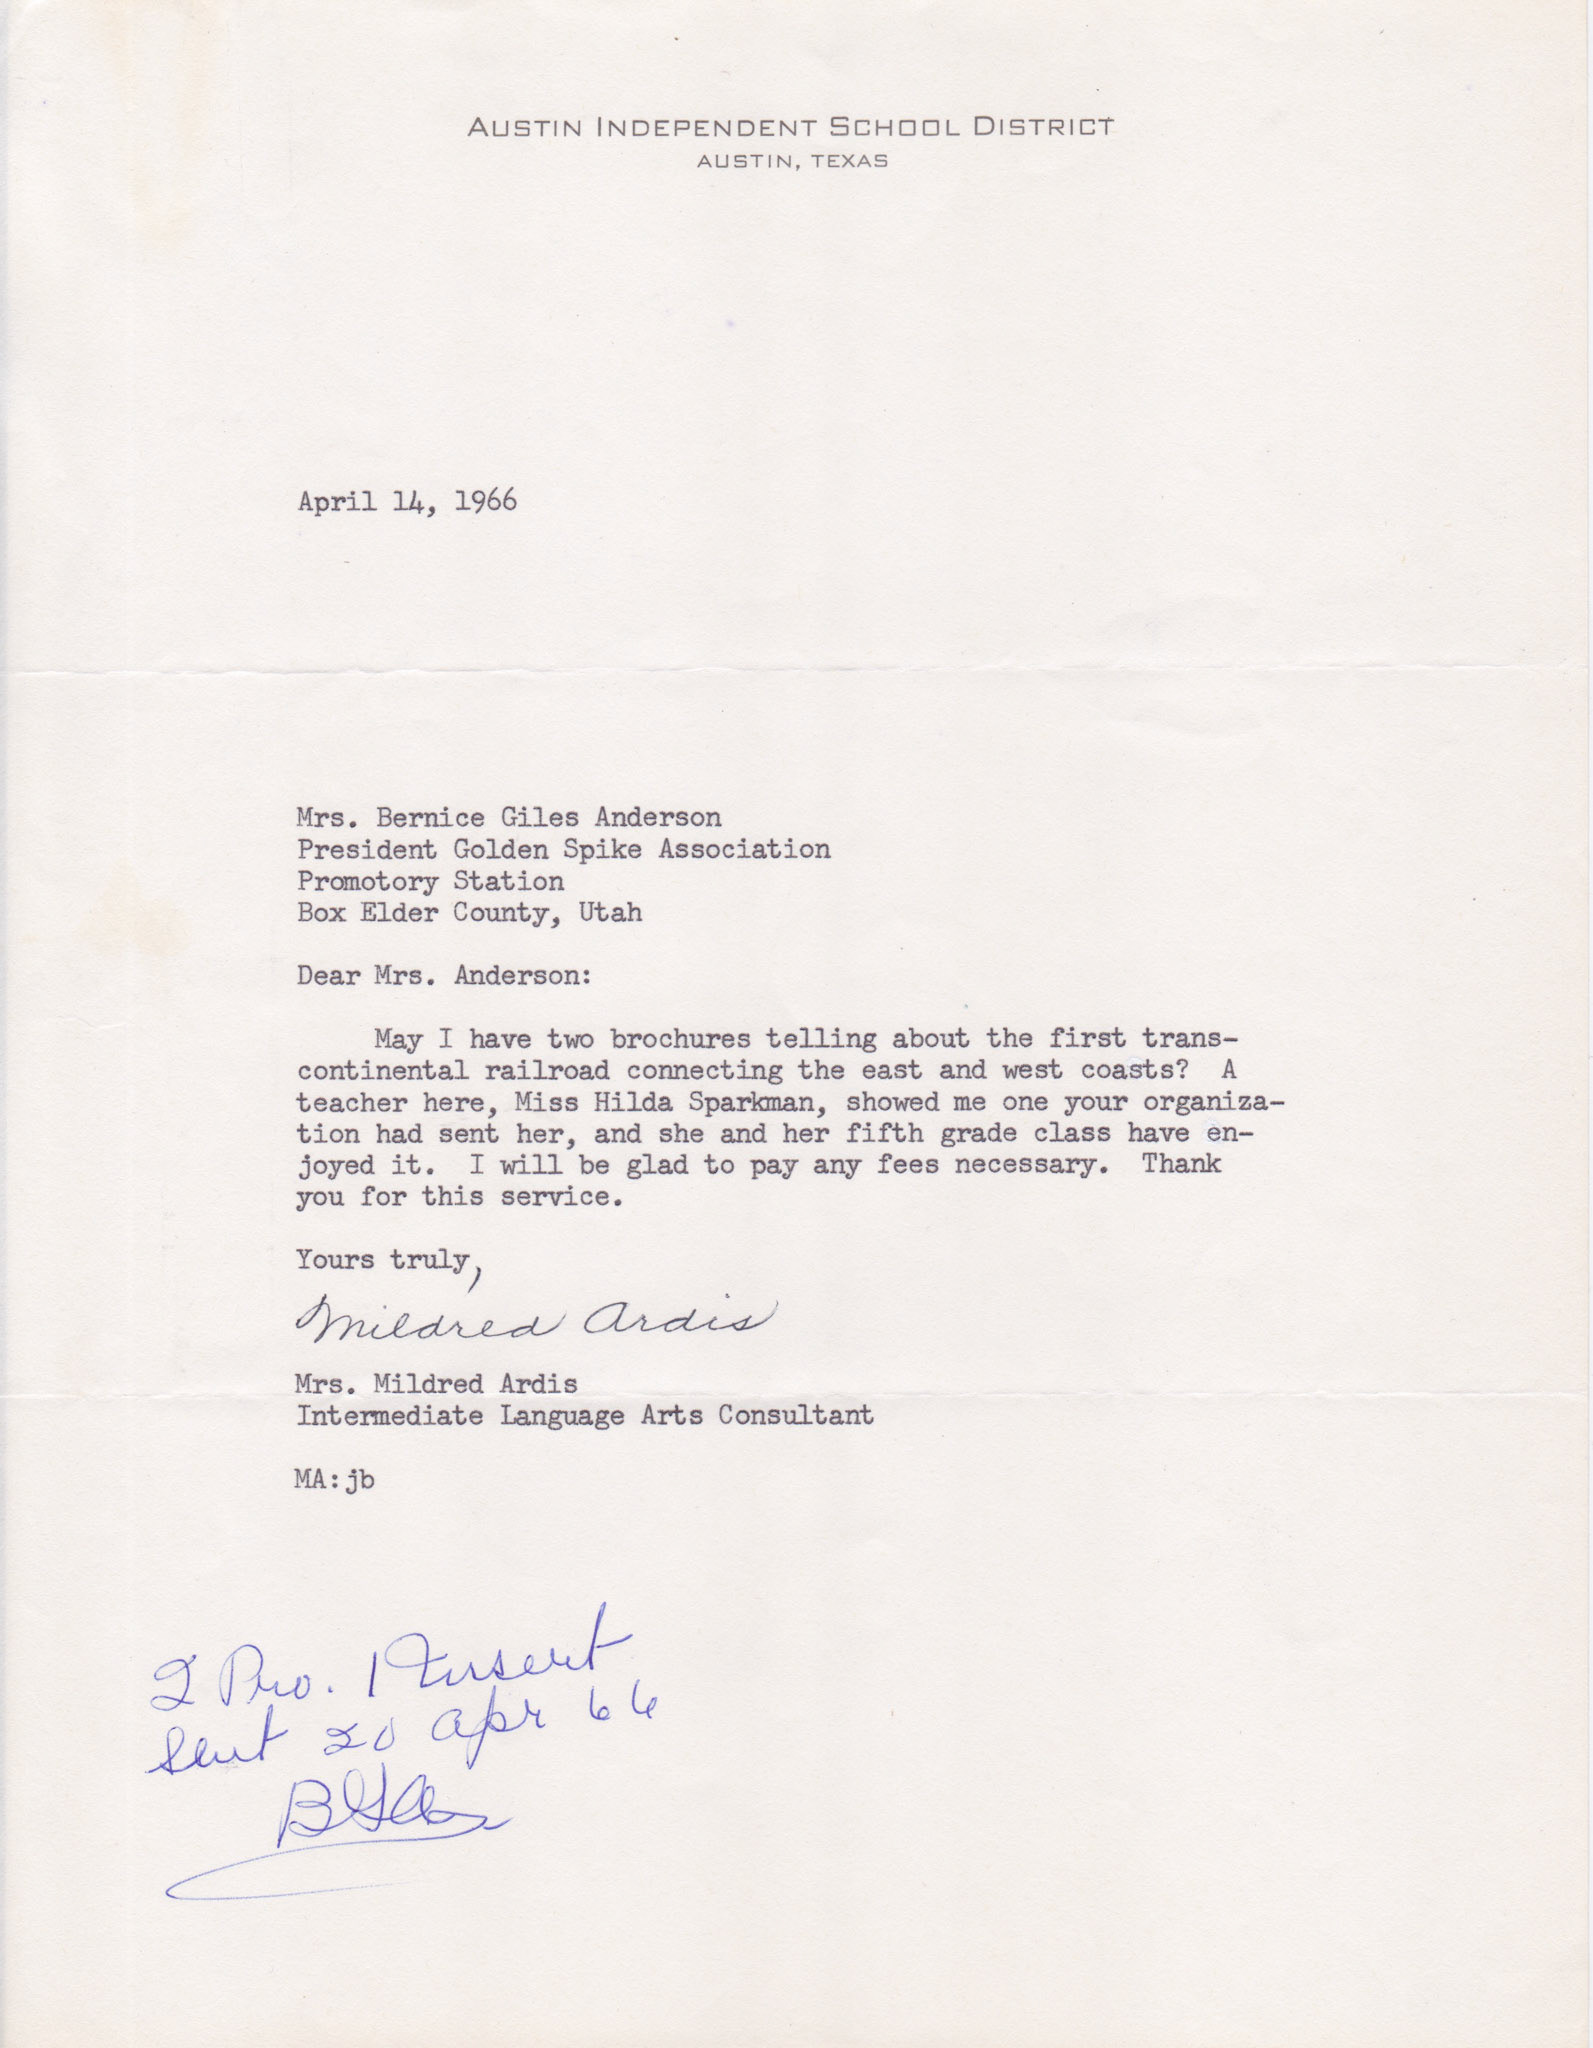 AUSTIN INDEPENDENT SCHOOL DISTRICT
AUSTIN, TEXAS
April 14, 1966
Mrs. Bernice Giles Anderson
President Golden Spike Association
Promotory Station
Box Elder County, Utah
Dear Mrs. Anderson:
May I have two brochures telling about the first trans-
continental railroad connecting the east and west coasts? A
teacher here, Miss Hilda Sparkman, showed me one your organiza-
tion had sent her, and she and her fifth grade class have en-
joyed it. I will be glad to pay any fees necessary. Thank
you for this service.
Yours truly,
Mildred Ardis
Mrs. Mildred Ardis
Intermediate Language Arts Consultant
MA:jb
2 Pro. 1 Insert
Sent 20 Apr 66